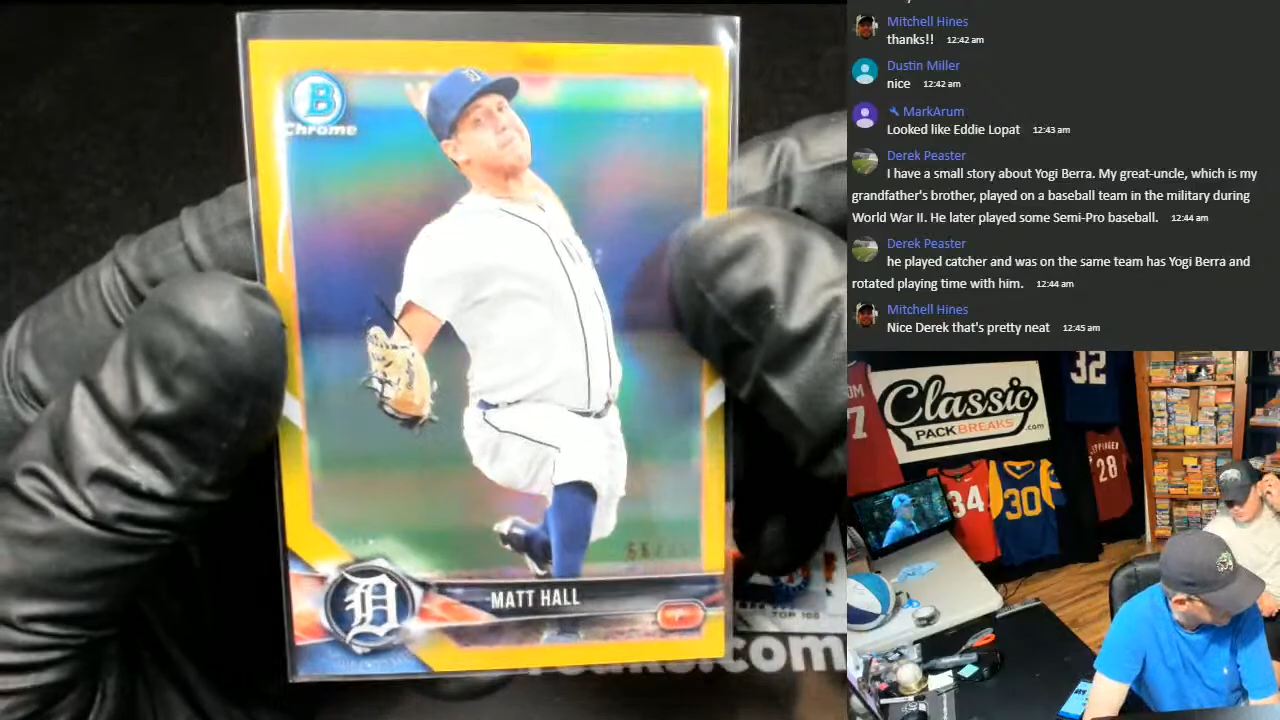 B
Chrome
MATT HALL
P
TOP 100
.com
Mitchell Hines
thanks!! 12:42 am
Dustin Miller
nice 12:42 am
MarkArum
Looked like Eddie Lopat 12:43 am
Derek Peaster
I have a small story about Yogi Berra. My great-uncle, which is my
grandfather's brother, played on a baseball team in the military during
World War II. He later played some Semi-Pro baseball. 12:44 am
Derek Peaster
he played catcher and was on the same team has Yogi Berra and
rotated playing time with him. 12:44 am
Mitchell Hines
Nice Derek that's pretty neat 12:45 am
Classic
PACKBREAKS.com
32
7
34
30
28